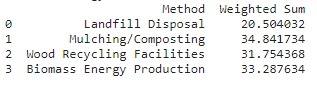 Method Weighted Sum
0 Landfill Disposal 20.504032
1 Mulching/Composting 34.841734
2 Wood Recycling Facilities 31.754368
3 Biomass Energy Production 33.287634